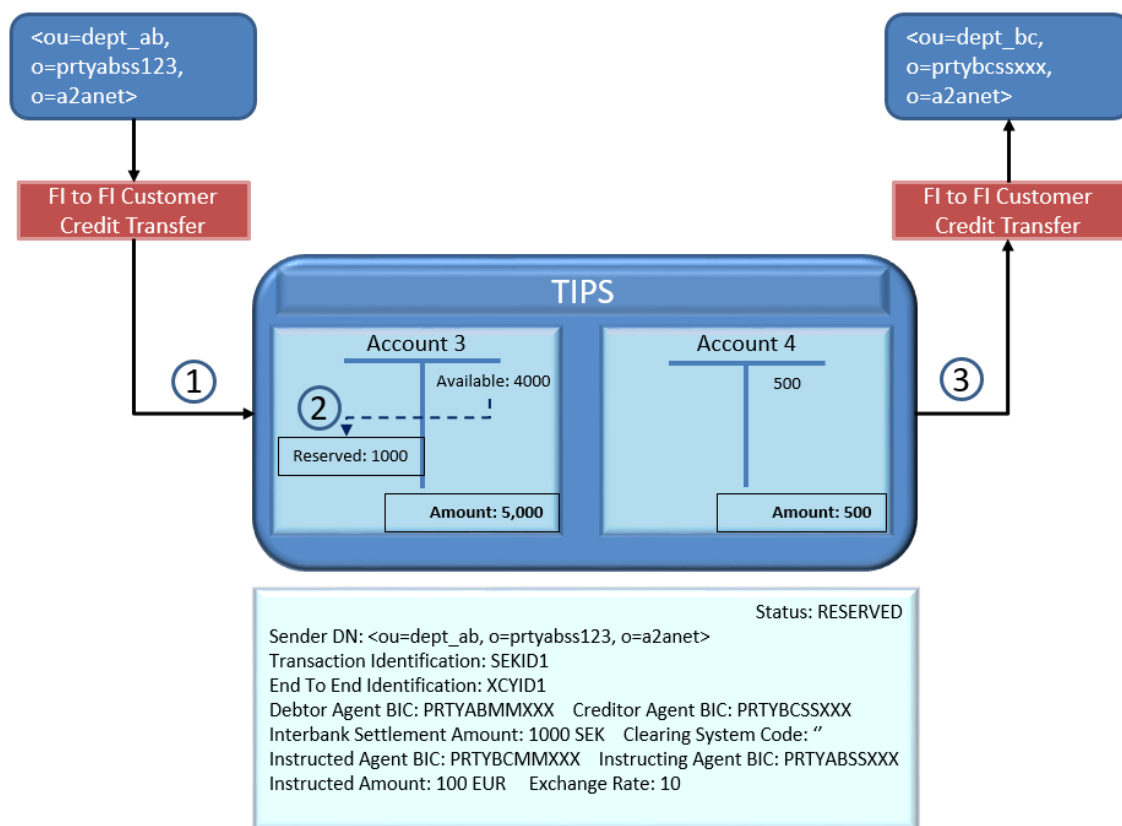 <ou=dept_ab,
o=prtyabss123,
o=a2anet>
<ou=dept_bc,
o=prtybcssxxx,
o=a2anet>
FI to FI Customer
Credit Transfer
FI to FI Customer
Credit Transfer
TIPS
1
Account 3
Available: 4000
2
Reserved: 1000
Amount: 5,000
Account 4
500
Amount: 500
3
Status: RESERVED
Sender DN: <ou=dept_ab, o=prtyabss123, o=a2anet>
Transaction Identification: SEKID1
End To End Identification: XCYID1
Debtor Agent BIC: PRTYABMMXXX Creditor Agent BIC: PRTYBCSSXXX
Interbank Settlement Amount: 1000 SEK Clearing System Code: ‘’
Instructed Agent BIC: PRTYBCMMXXX Instructing Agent BIC: PRTYABSSXXX
Instructed Amount: 100 EUR Exchange Rate: 10